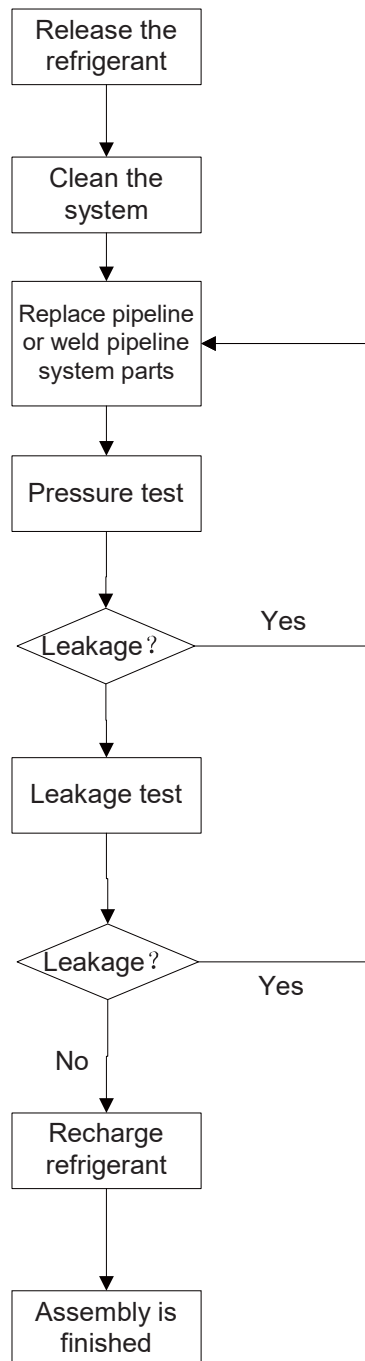 Release the
refrigerant
Clean the
system
Replace pipeline
or weld pipeline
system parts
Pressure test
Leakage？
Yes
Leakage test
Leakage？
Yes
No
Recharge
refrigerant
Assembly is
finished